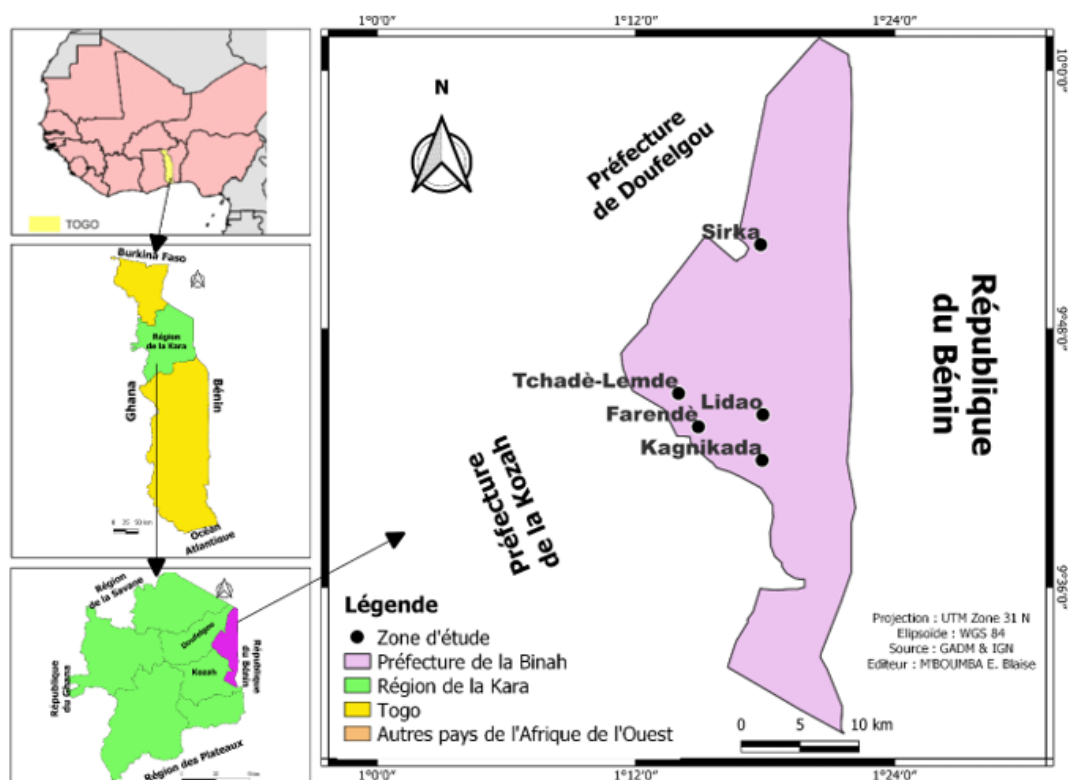 TOGO
Burkina Faso
Région
de la Kara
Ghana
Bénin
0 25 50 km
Océan
Atlantique
Région
de la Savane
Doufelgou
Kozah
République
du Bénin
République
du Ghana
Région des Plateaux
1°0'0"
1°12'0"
1°24'0"
N
Préfecture
de Doufelgou
Sirka
Tchadè-Lemde
Farendè
Lidao
Kagnikada
Préfecture
de la Kozah
République
du Bénin
10°0'0"
9°48'0"
9°36'0"
Légende
Zone d'étude
Préfecture de la Binah
Région de la Kara
Togo
Autres pays de l'Afrique de l'Ouest
Projection : UTM Zone 31 N
Elipsoïde : WGS 84
Source : GADM & IGN
Editeur : M'BOUMBA E. Blaise
0 5 10 km
1°0'0"
1°12'0"
1°24'0"